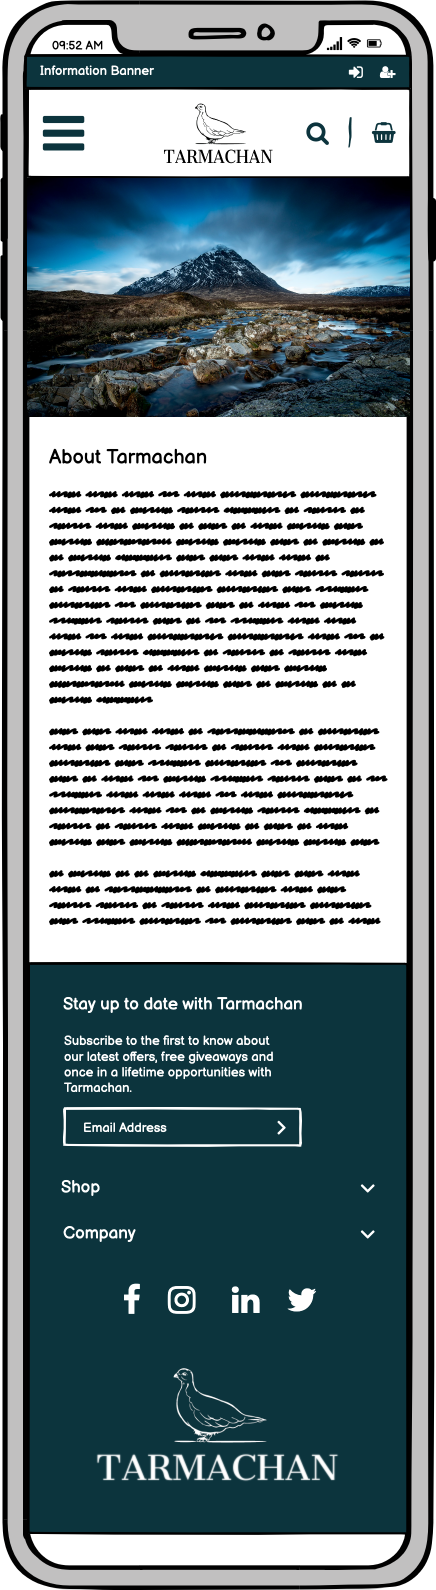 09:52 AM
Information Banner
TARMACHAN
About Tarmachan
Stay up to date with Tarmachan
Subscribe to the first to know about
our latest offers, free giveaways and
once in a lifetime opportunities with
Tarmachan.
Email Address
Shop
Company
TARMACHAN